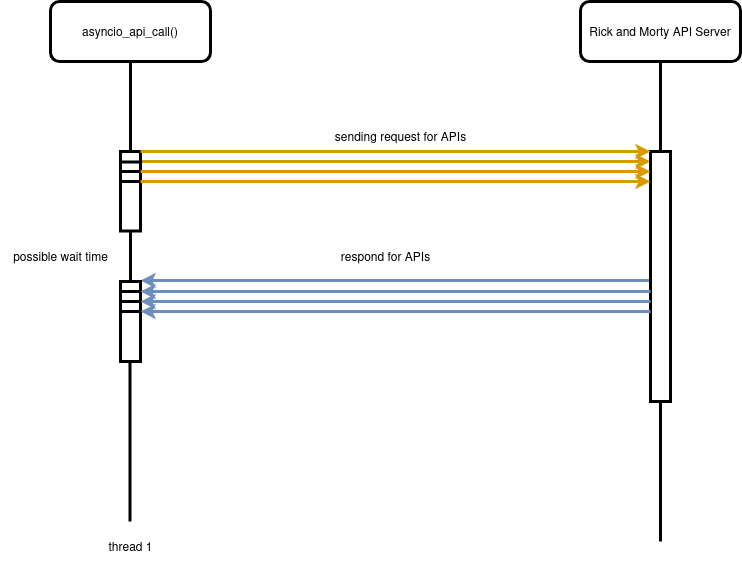 asyncio_api_call()
Rick and Morty API Server
sending request for APIs
possible wait time
respond for APIs
thread 1